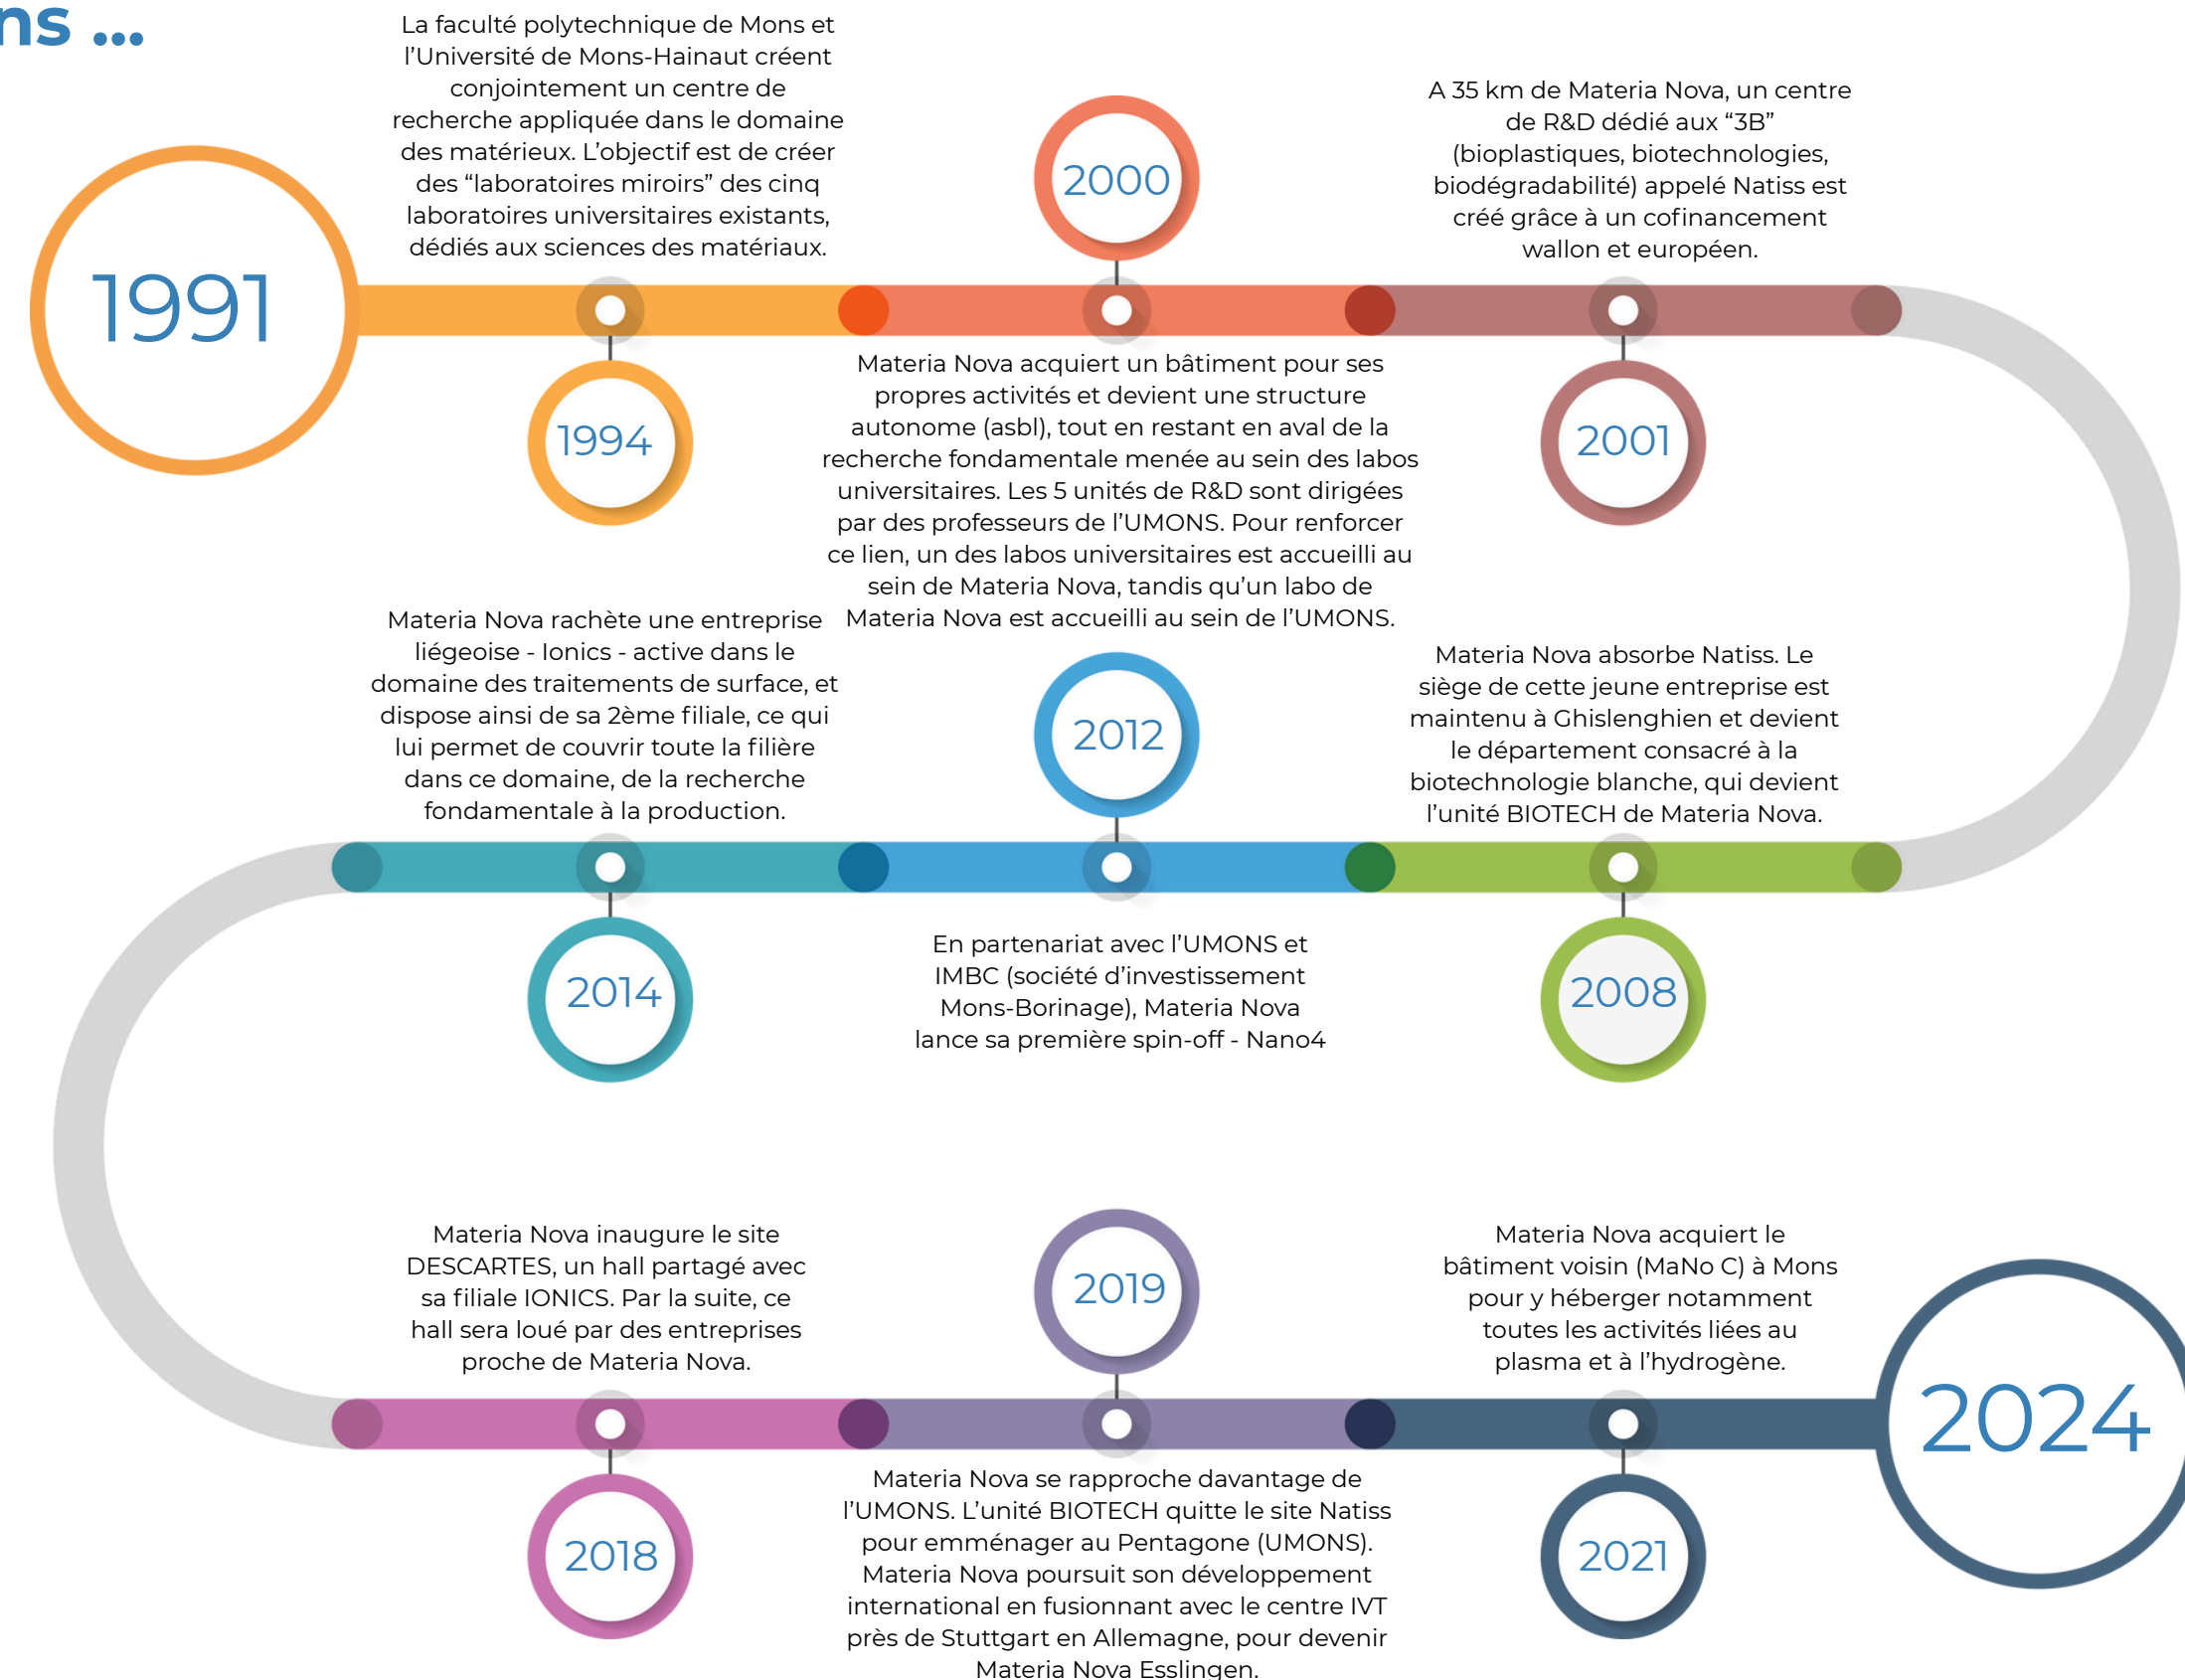 ns ...
1991
La faculté polytechnique de Mons et
l'Université de Mons-Hainaut créent
conjointement un centre de
recherche appliquée dans le domaine
des matérieux. L'objectif est de créer
des “laboratoires miroirs” des cinq
laboratoires universitaires existants,
dédiés aux sciences des matériaux.
1994
2000
Materia Nova acquiert un bâtiment pour ses
propres activités et devient une structure
autonome (asbl), tout en restant en aval de la
recherche fondamentale menée au sein des labos
universitaires. Les 5 unités de R&D sont dirigées
par des professeurs de l'UMONS. Pour renforcer
ce lien, un des labos universitaires est accueilli au
sein de Materia Nova, tandis qu'un labo de
Materia Nova est accueilli au sein de l'UMONS.
A 35 km de Materia Nova, un centre
de R&D dédié aux “3B”
(bioplastiques, biotechnologies,
biodégradabilité) appelé Natiss est
créé grâce à un cofinancement
wallon et européen.
2001
Materia Nova absorbe Natiss. Le
siège de cette jeune entreprise est
maintenu à Ghislenghien et devient
le département consacré à la
biotechnologie blanche, qui devient
l'unité BIOTECH de Materia Nova.
2008
2012
En partenariat avec l'UMONS et
IMBC (société d'investissement
Mons-Borinage), Materia Nova
lance sa première spin-off - Nano4
Materia Nova rachète une entreprise
liégeoise - Ionics - active dans le
domaine des traitements de surface, et
dispose ainsi de sa 2ème filiale, ce qui
lui permet de couvrir toute la filière
dans ce domaine, de la recherche
fondamentale à la production.
2014
Materia Nova inaugure le site
DESCARTES, un hall partagé avec
sa filiale IONICS. Par la suite, ce
hall sera loué par des entreprises
proche de Materia Nova.
2018
2019
Materia Nova se rapproche davantage de
l'UMONS. L'unité BIOTECH quitte le site Natiss
pour emménager au Pentagone (UMONS).
Materia Nova poursuit son développement
international en fusionnant avec le centre IVT
près de Stuttgart en Allemagne, pour devenir
Materia Nova Esslingen.
Materia Nova acquiert le
bâtiment voisin (MaNo C) à Mons
pour y héberger notamment
toutes les activités liées au
plasma et à l'hydrogène.
2021
2024